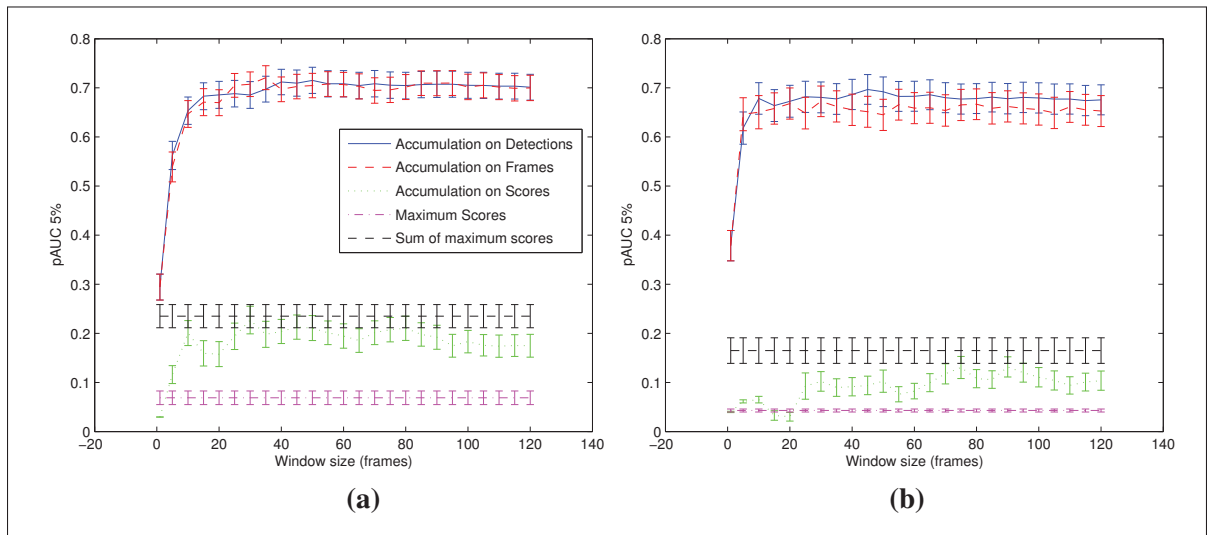 0.8
0.7
0.6
0.5
0.4
0.3
0.2
0.1
0
pAUC 5%
−20 0 20 40 60 80 100 120 140
Window size (frames)
Accumulation on Detections
Accumulation on Frames
Accumulation on Scores
Maximum Scores
Sum of maximum scores
(a)
0.8
0.7
0.6
0.5
0.4
0.3
0.2
0.1
0
pAUC 5%
−20 0 20 40 60 80 100 120 140
Window size (frames)
(b)